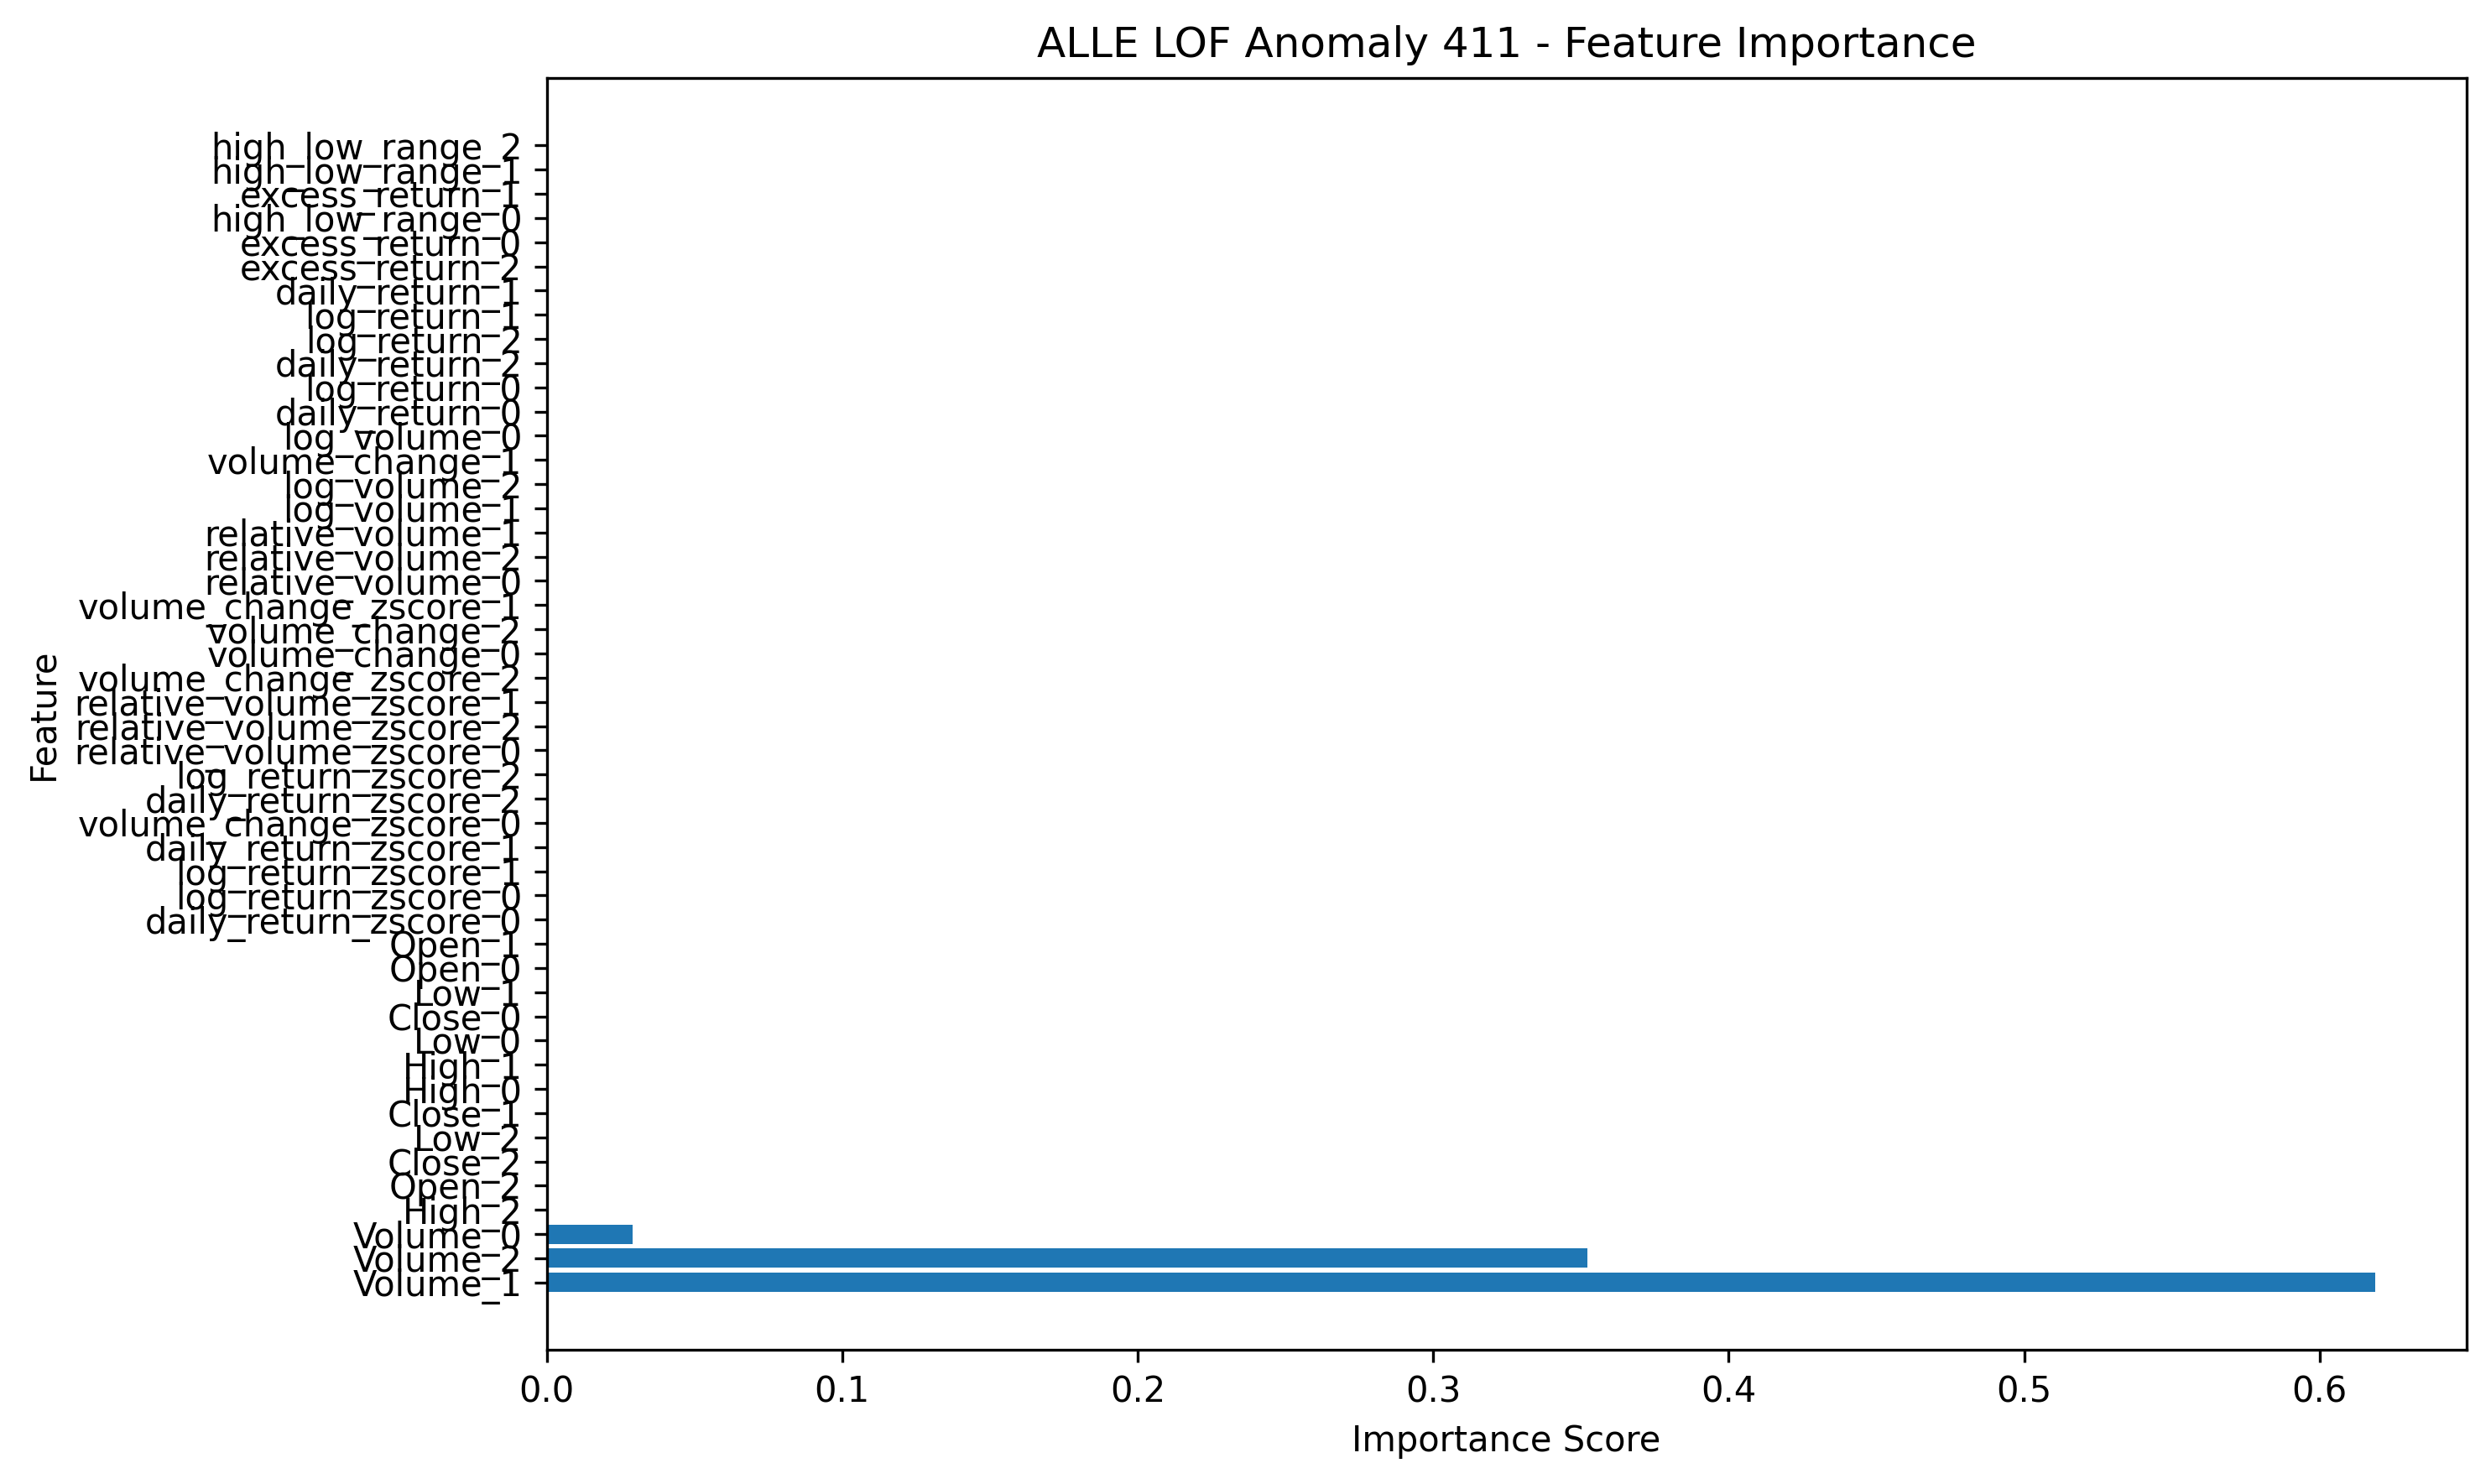 ALLE LOF Anomaly 411 - Feature Importance
high_low_range_2
high_low_range_1
excess_return_1
high_low_range_0
excess_return_0
excess_return_2
daily_return_1
log_return_1
log_return_2
daily_return_2
log_return_0
daily_return_0
log_volume_0
volume_change_1
log_volume_2
log_volume_1
relative_volume_1
relative_volume_2
relative_volume_0
volume_change_zscore_1
volume_change_2
volume_change_0
volume_change_zscore_2
relative_volume_zscore_1
relative_volume_zscore_2
relative_volume_zscore_0
log_return_zscore_2
daily_return_zscore_2
volume_change_zscore_0
daily_return_zscore_1
log_return_zscore_1
log_return_zscore_0
daily_return_zscore_0
Open_1
Open_0
Low_1
Close_0
Low_0
High_1
High_0
Close_1
Low_2
Close_2
Open_2
High_2
Volume_0
Volume_2
Volume_1
Feature
0.0 0.1 0.2 0.3 0.4 0.5 0.6
Importance Score